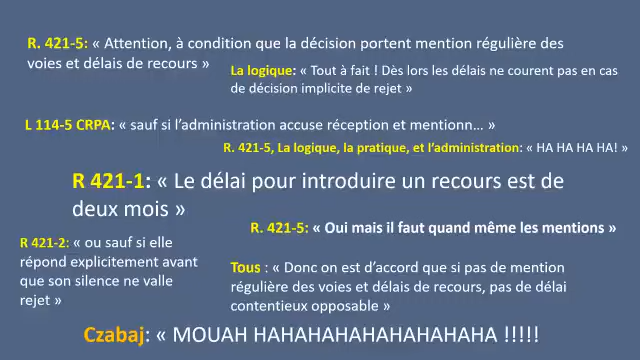 R. 421-5: « Attention, à condition que la décision portent mention régulière des
voies et délais de recours »
La logique: « Tout à fait ! Dès lors les délais ne courent pas en cas
de décision implicite de rejet »
L 114-5 CRPA: « sauf si l’administration accuse réception et mentionn… »
R. 421-5, La logique, la pratique, et l’administration: « HA HA HA HA! »
R 421-1: « Le délai pour introduire un recours est de
deux mois »
R. 421-5: « Oui mais il faut quand même les mentions »
R 421-2: « ou sauf si elle
répond explicitement avant
que son silence ne valle
rejet »
Tous : « Donc on est d’accord que si pas de mention
régulière des voies et délais de recours, pas de délai
contentieux opposable »
Czabaj: « MOUAH HAHAHAHAHAHAHAHAHA !!!!!